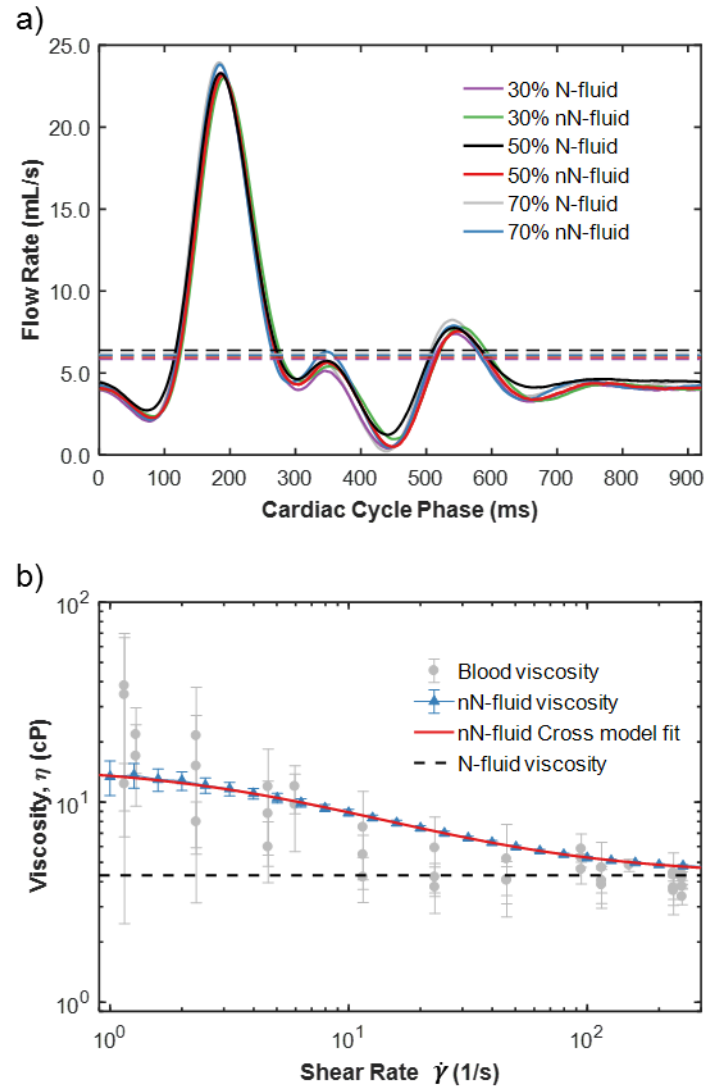 a)
25.0
20.0
15.0
10.0
5.0
0.0
Flow Rate (mL/s)
30% N-fluid
30% nN-fluid
50% N-fluid
50% nN-fluid
70% N-fluid
70% nN-fluid
0 100 200 300 400 500 600 700 800 900
Cardiac Cycle Phase (ms)
b)
10²
10¹
10⁰
Viscosity, η (cP)
Blood viscosity
nN-fluid viscosity
nN-fluid Cross model fit
N-fluid viscosity
10⁰ 10¹ 10²
Shear Rate γ̇ (1/s)